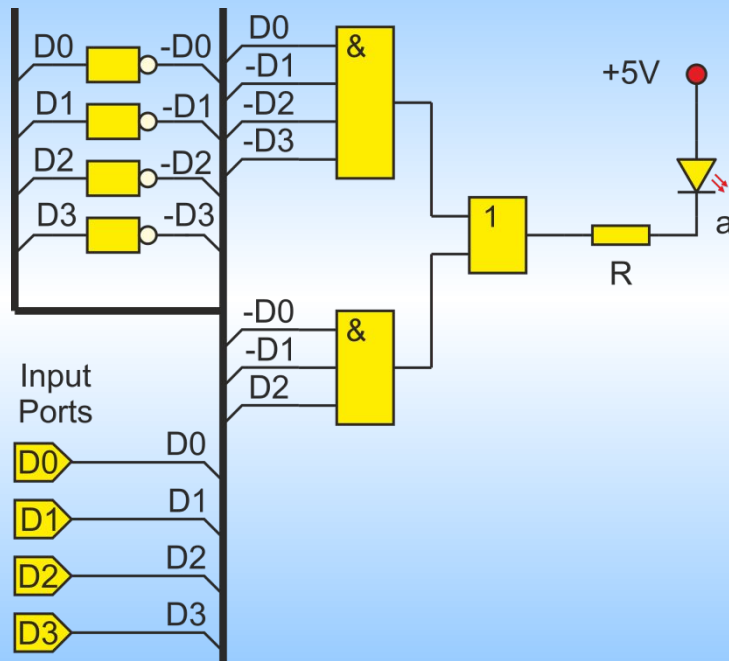 D0 -D0
D1 -D1
D2 -D2
D3 -D3
D0
-D1
-D2
-D3
&
1
+5V
a
R
-D0
-D1
D2
&
Input
Ports
D0 D0
D1 D1
D2 D2
D3 D3